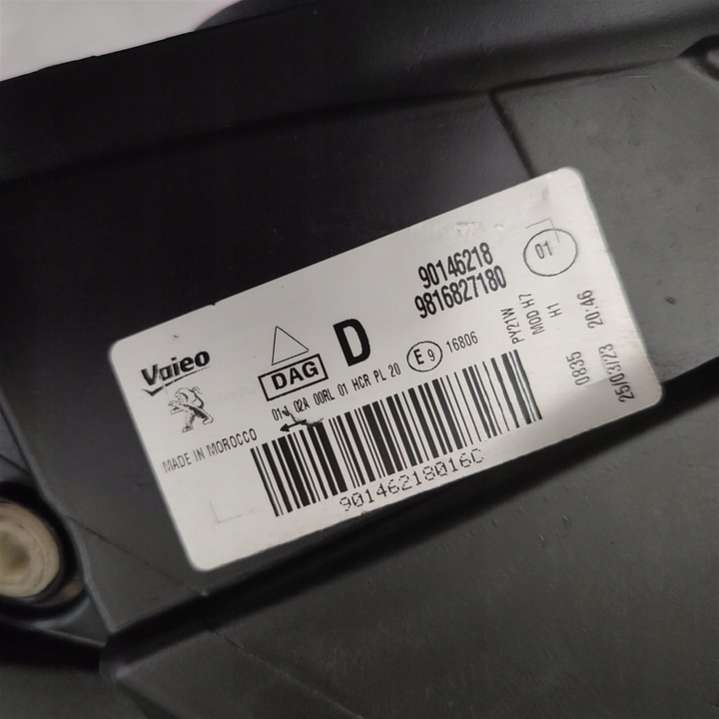 Valeo
MADE IN MOROCCO
DAG
D
90146218
9816827180
01
E9
16806
02A 00RL 01 HCR PL 20
PY21W
MOD H7
H1
0835
25/03/23 20:46
90146218016C